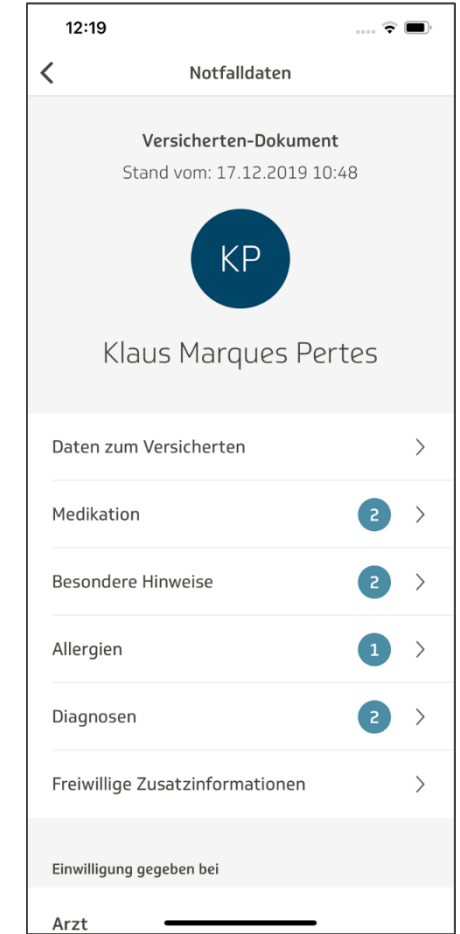 12:19
Notfalldaten
Versicherten-Dokument
Stand vom: 17.12.2019 10:48
KP
Klaus Marques Pertes
Daten zum Versicherten
Medikation 2
Besondere Hinweise 2
Allergien 1
Diagnosen 2
Freiwillige Zusatzinformationen
Einwilligung gegeben bei
Arzt